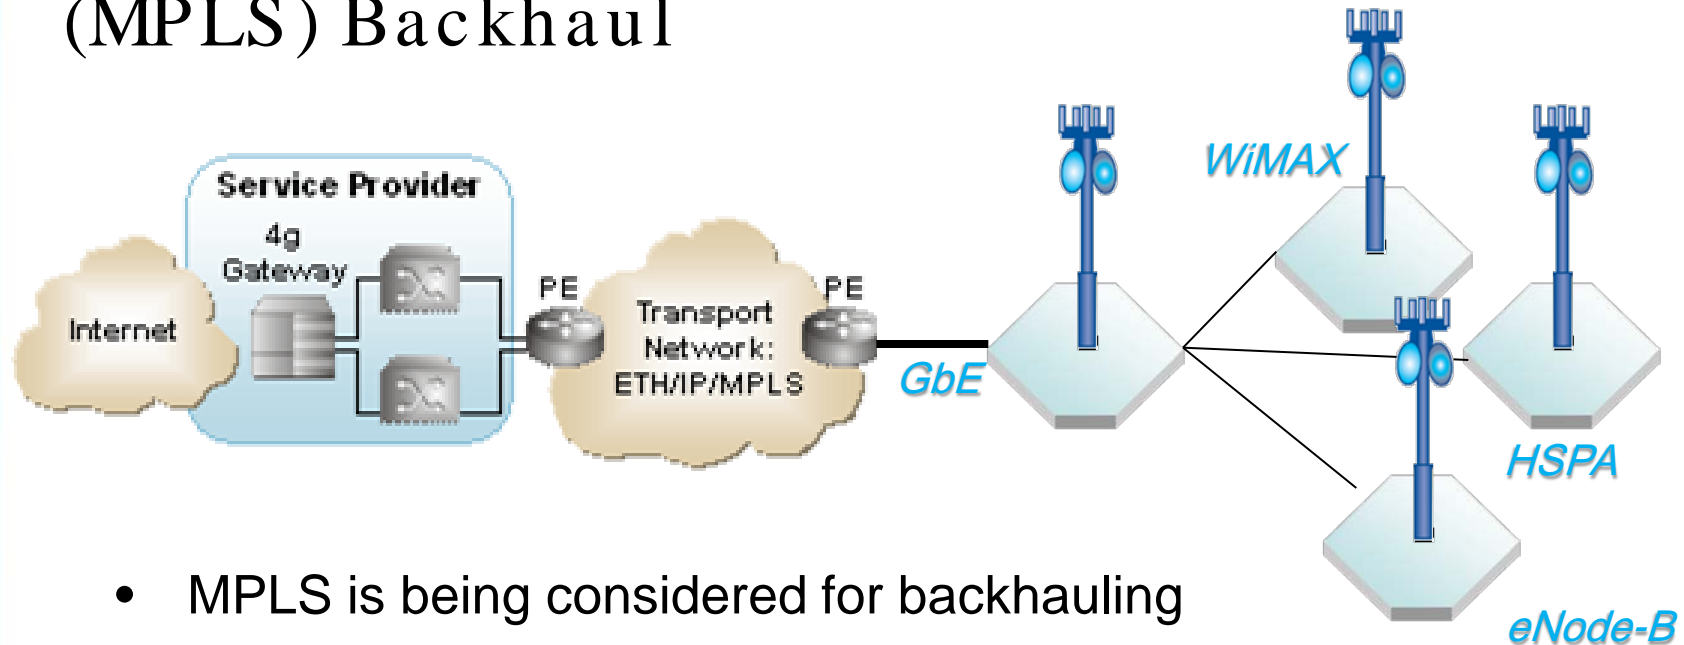 (MPLS) Backhaul
WiMAX
Service Provider
4g
Gateway
PE
PE
Internet
Transport
Network:
ETH/IP/MPLS
GbE
HSPA
• MPLS is being considered for backhauling
eNode-B